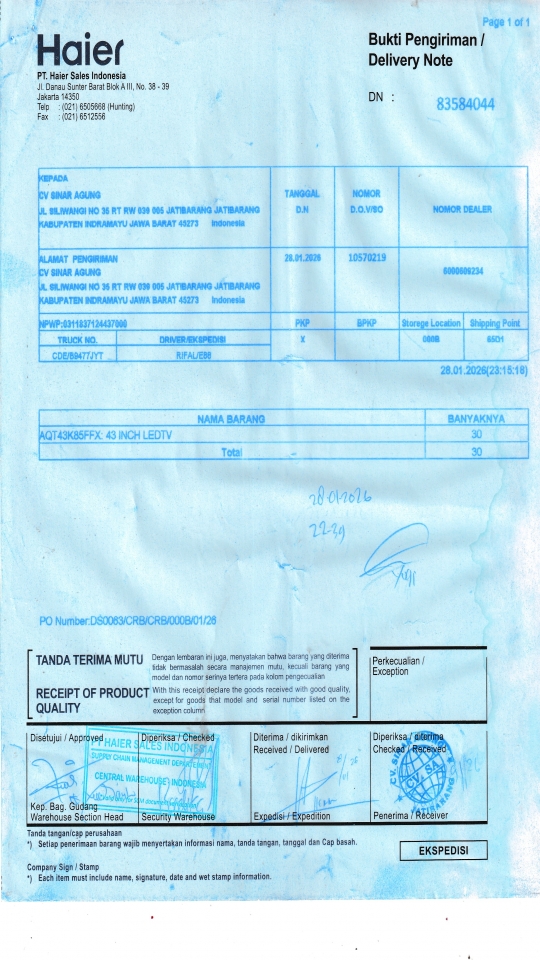 Page 1 of 1
Haier
Bukti Pengiriman /
Delivery Note
PT. Haier Sales Indonesia
Jl. Danau Sunter Barat Blok A III, No. 38 - 39
Jakarta 14350
Telp : (021) 6505668 (Hunting)
Fax : (021) 6512556
DN : 83584044
KEPADA
CV SINAR AGUNG
JL SILIWANGI NO 36 RT RW 039 005 JATIBARANG JATIBARANG
KABUPATEN INDRAMAYU JAWA BARAT 45273 Indonesia
TANGGAL
D.N
NOMOR
D.O.V/SO
NOMOR DEALER
ALAMAT PENGIRIMAN
CV SINAR AGUNG
JL SILIWANGI NO 36 RT RW 039 005 JATIBARANG JATIBARANG
KABUPATEN INDRAMAYU JAWA BARAT 45273 Indonesia
28.01.2026
10570219
NPWP:0311837124437000
PKP
BPKP
Storege Location
Shipping Point
TRUCK NO.
DRIVER/EKSPEDISI
X
000B
CDE/B9477JYT
28.01.2026(23:15:18)
NAMA BARANG
BANYAKNYA
AQT43K85FFX: 43 INCH LEDTV
30
Total
30
28-01-2026
22-39
PO Number:DS0063/CRB/CRB/000B/01/26
TANDA TERIMA MUTU
Dengan lembaran ini juga, menyatakan bahwa barang yang diterima
tidak bermasalah secara manajemen mutu, kecuali barang yang
model dan nomor serinya tertera pada kolom pengecualian
RECEIPT OF PRODUCT
QUALITY
With this receipt declare the goods received with good quality,
except for goods that model and serial number listed on the
exception column
Perkecualian /
Exception
Disetujui / Approved
Diperiksa / Checked
Diterima / dikirimkan
Received / Delivered
Diperiksa / diterima
Checked / Received
PT HAIER SALES INDONESIA
SUPPLY CHAIN MANAGEMENT DEPARTMENT
CENTRAL WAREHOUSE INDONESIA
Kep. Bag. Gudang
Warehouse Section Head
Security Warehouse
Expedisi / Expedition
Penerima / Receiver
Tanda tangan/cap perusahaan
*) Setiap penerimaan barang wajib menyertakan informasi nama, tanda tangan, tanggal dan Cap basah.
EKSPEDISI
Company Sign / Stamp
*) Each item must include name, signature, date and wet stamp information.